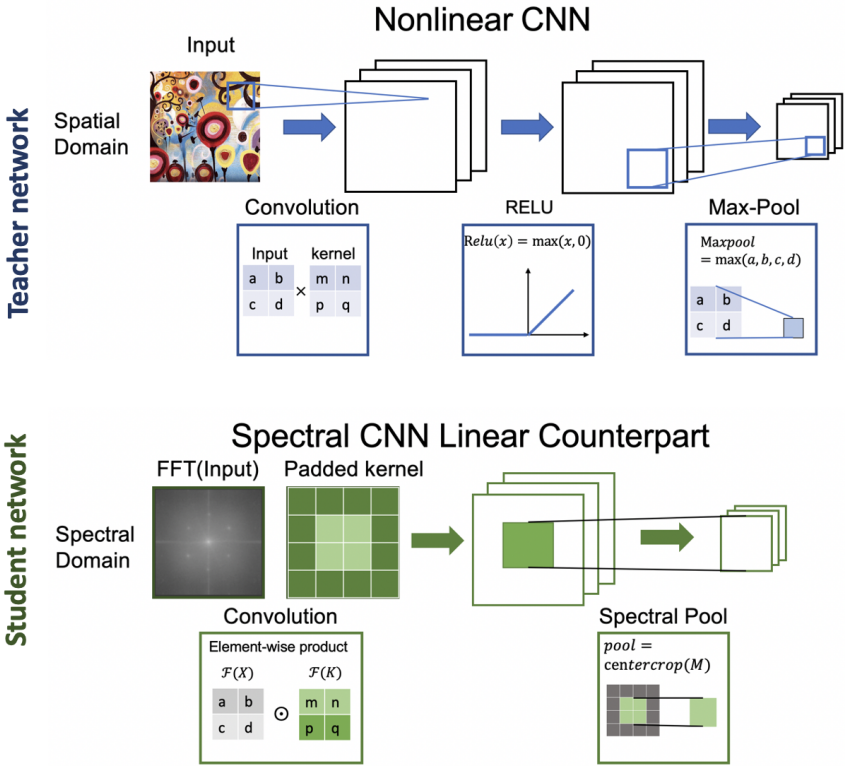 Nonlinear CNN
Input
Teacher network
Spatial
Domain
Convolution
Input kernel
a b × m n
c d p q
RELU
Relu(x) = max(x, 0)
Max-Pool
Maxpool
= max(a, b, c, d)
a b
c d
Spectral CNN Linear Counterpart
FFT(Input) Padded kernel
Student network
Spectral
Domain
Convolution
Element-wise product
ℱ(X) ℱ(K)
a b ⊙ m n
c d p q
Spectral Pool
pool =
centercrop(M)